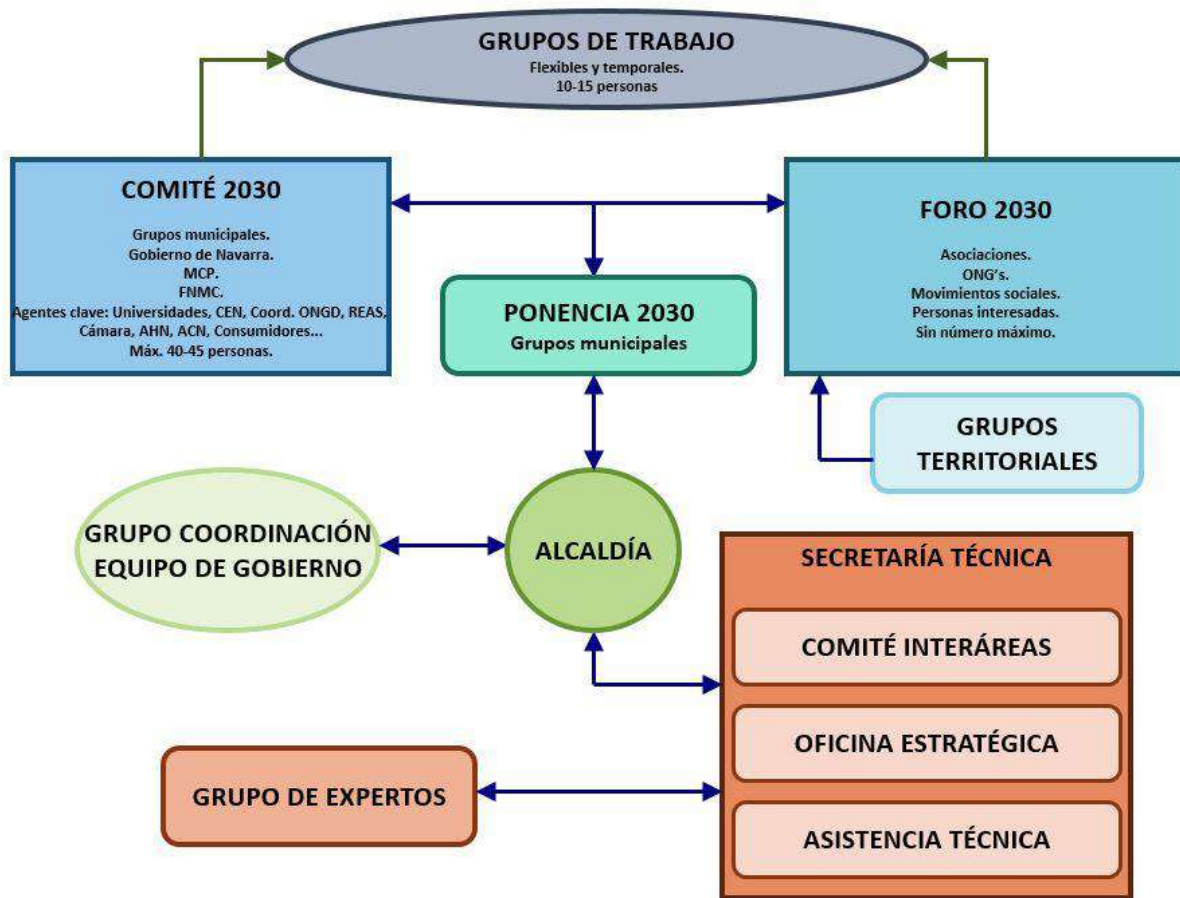 GRUPOS DE TRABAJO
Flexibles y temporales.
10-15 personas
COMITÉ 2030
Grupos municipales.
Gobierno de Navarra.
MCP.
FNMC.
Agentes clave: Universidades, CEN, Coord. ONGD, REAS,
Cámara, AHN, ACN, Consumidores...
Máx. 40-45 personas.
FORO 2030
Asociaciones.
ONG's.
Movimientos sociales.
Personas interesadas.
Sin número máximo.
PONENCIA 2030
Grupos municipales
GRUPOS
TERRITORIALES
GRUPO COORDINACIÓN
EQUIPO DE GOBIERNO
ALCALDÍA
SECRETARÍA TÉCNICA
COMITÉ INTERÁREAS
OFICINA ESTRATÉGICA
ASISTENCIA TÉCNICA
GRUPO DE EXPERTOS